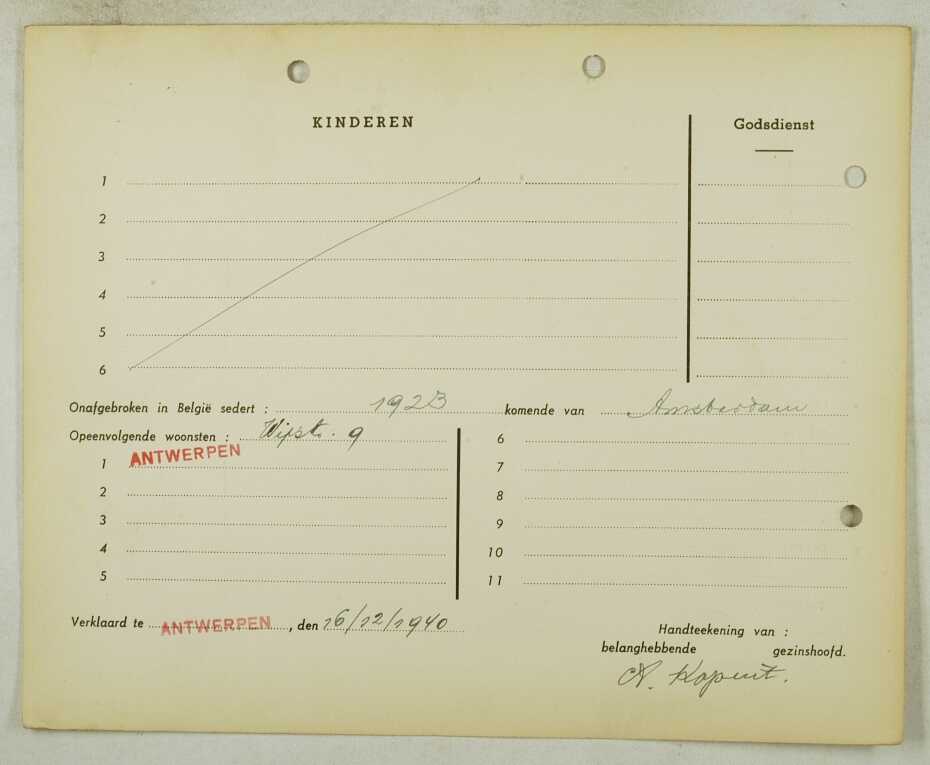 KINDEREN
Godsdienst
1
2
3
4
5
6
Onafgebroken in België sedert : 1923 komende van Amsterdam
Opeenvolgende woonsten : 9
1 ANTWERPEN
2
3
4
5
6
7
8
9
10
11
Verklaard te ANTWERPEN, den 16/12/1940
Handteekening van :
belanghebbende gezinshoofd.